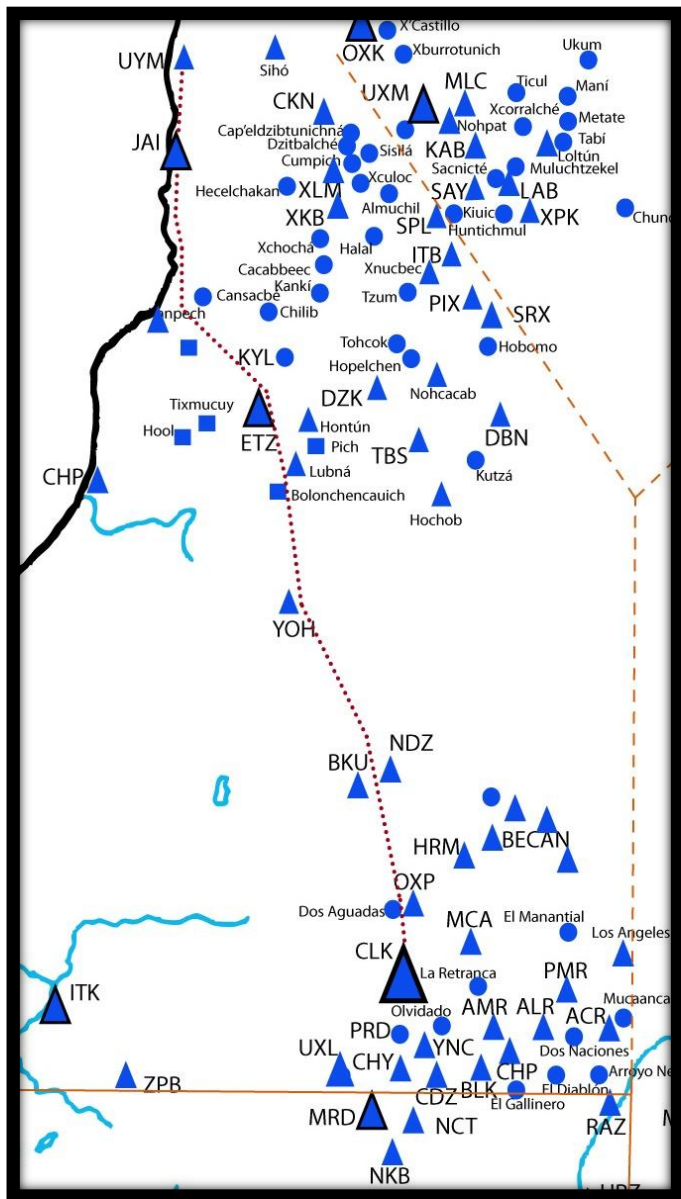 X'Castillo
OXK
Xburrotunich
Ukum
UYM
Sihó
UXM
MLC
Ticul
Maní
CKN
Xcorralché
Metate
Cap'eldzibtunichná
Nohpat
Tabí
JAI
Dzitbalché
Sisilá
KAB
Loltún
Cumpich
Sacnicté
Muluchtzekel
Hecelchakan
XLM
Xculoc
SAY
LAB
Almuchil
XKB
SPL
Kiuic
XPK
Huntichmul
Xchochá
Halal
ITB
Cacabbeec
Xnucbec
Kankí
Cansacbé
Tzum
PIX
Chilib
SRX
Tohcok
Hobomo
KYL
Hopelchen
Nohcacab
DZK
Tixmucuy
Hontún
DBN
Hool
ETZ
Pich
TBS
Lubná
Kutzá
CHP
Bolonchencauich
Hochob
YOH
NDZ
BKU
BECAN
HRM
OXP
Dos Aguadas
MCA
El Manantial
Los Angeles
CLK
La Retranca
PMR
ITK
Olvidado
AMR
ALR
ACR
PRD
YNC
Dos Naciones
UXL
CHY
CHP
ZPB
CDZ
BLK
El Diablón
El Gallinero
MRD
NCT
RAZ
NKB